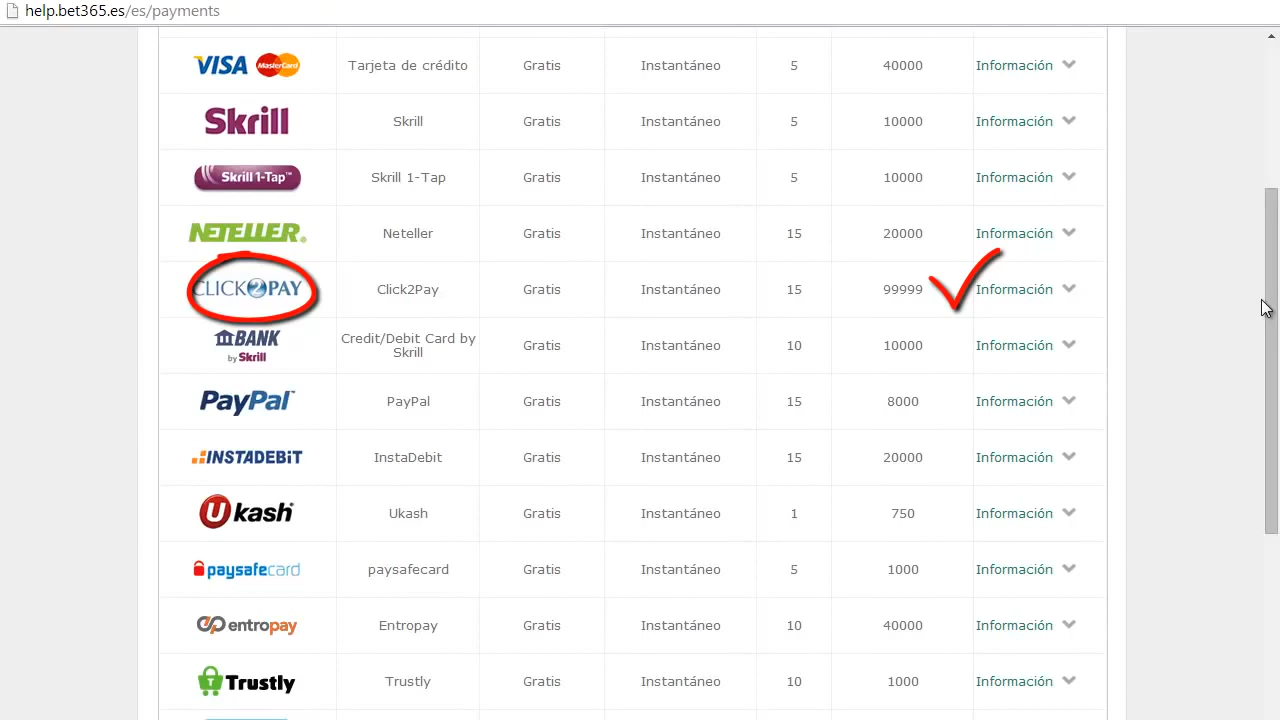 help.bet365.es/es/payments
VISA MasterCard Tarjeta de crédito Gratis Instantáneo 5 40000 Información
Skrill Skrill Gratis Instantáneo 5 10000 Información
Skrill 1-Tap™ Skrill 1-Tap Gratis Instantáneo 5 10000 Información
NETELLER® Neteller Gratis Instantáneo 15 20000 Información
CLICK2PAY Click2Pay Gratis Instantáneo 15 99999 Información
BANK by Skrill Credit/Debit Card by Skrill Gratis Instantáneo 10 10000 Información
PayPal™ PayPal Gratis Instantáneo 15 8000 Información
INSTADEBIT InstaDebit Gratis Instantáneo 15 20000 Información
Ukash Ukash Gratis Instantáneo 1 750 Información
paysafecard paysafecard Gratis Instantáneo 5 1000 Información
entropay Entropay Gratis Instantáneo 10 40000 Información
Trustly Trustly Gratis Instantáneo 10 1000 Información